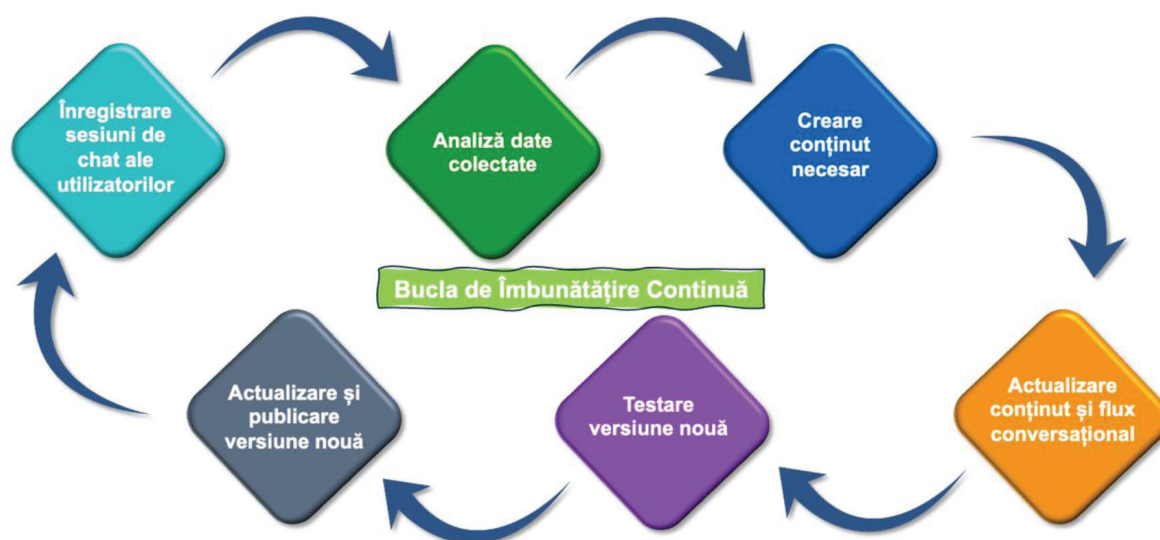 Înregistrare
sesiuni de
chat ale
utilizatorilor
Analiză date
colectate
Creare
conținut
necesar
Bucla de Îmbunătățire Continuă
Actualizare
conținut și flux
conversațional
Testare
versiune nouă
Actualizare și
publicare
versiune nouă